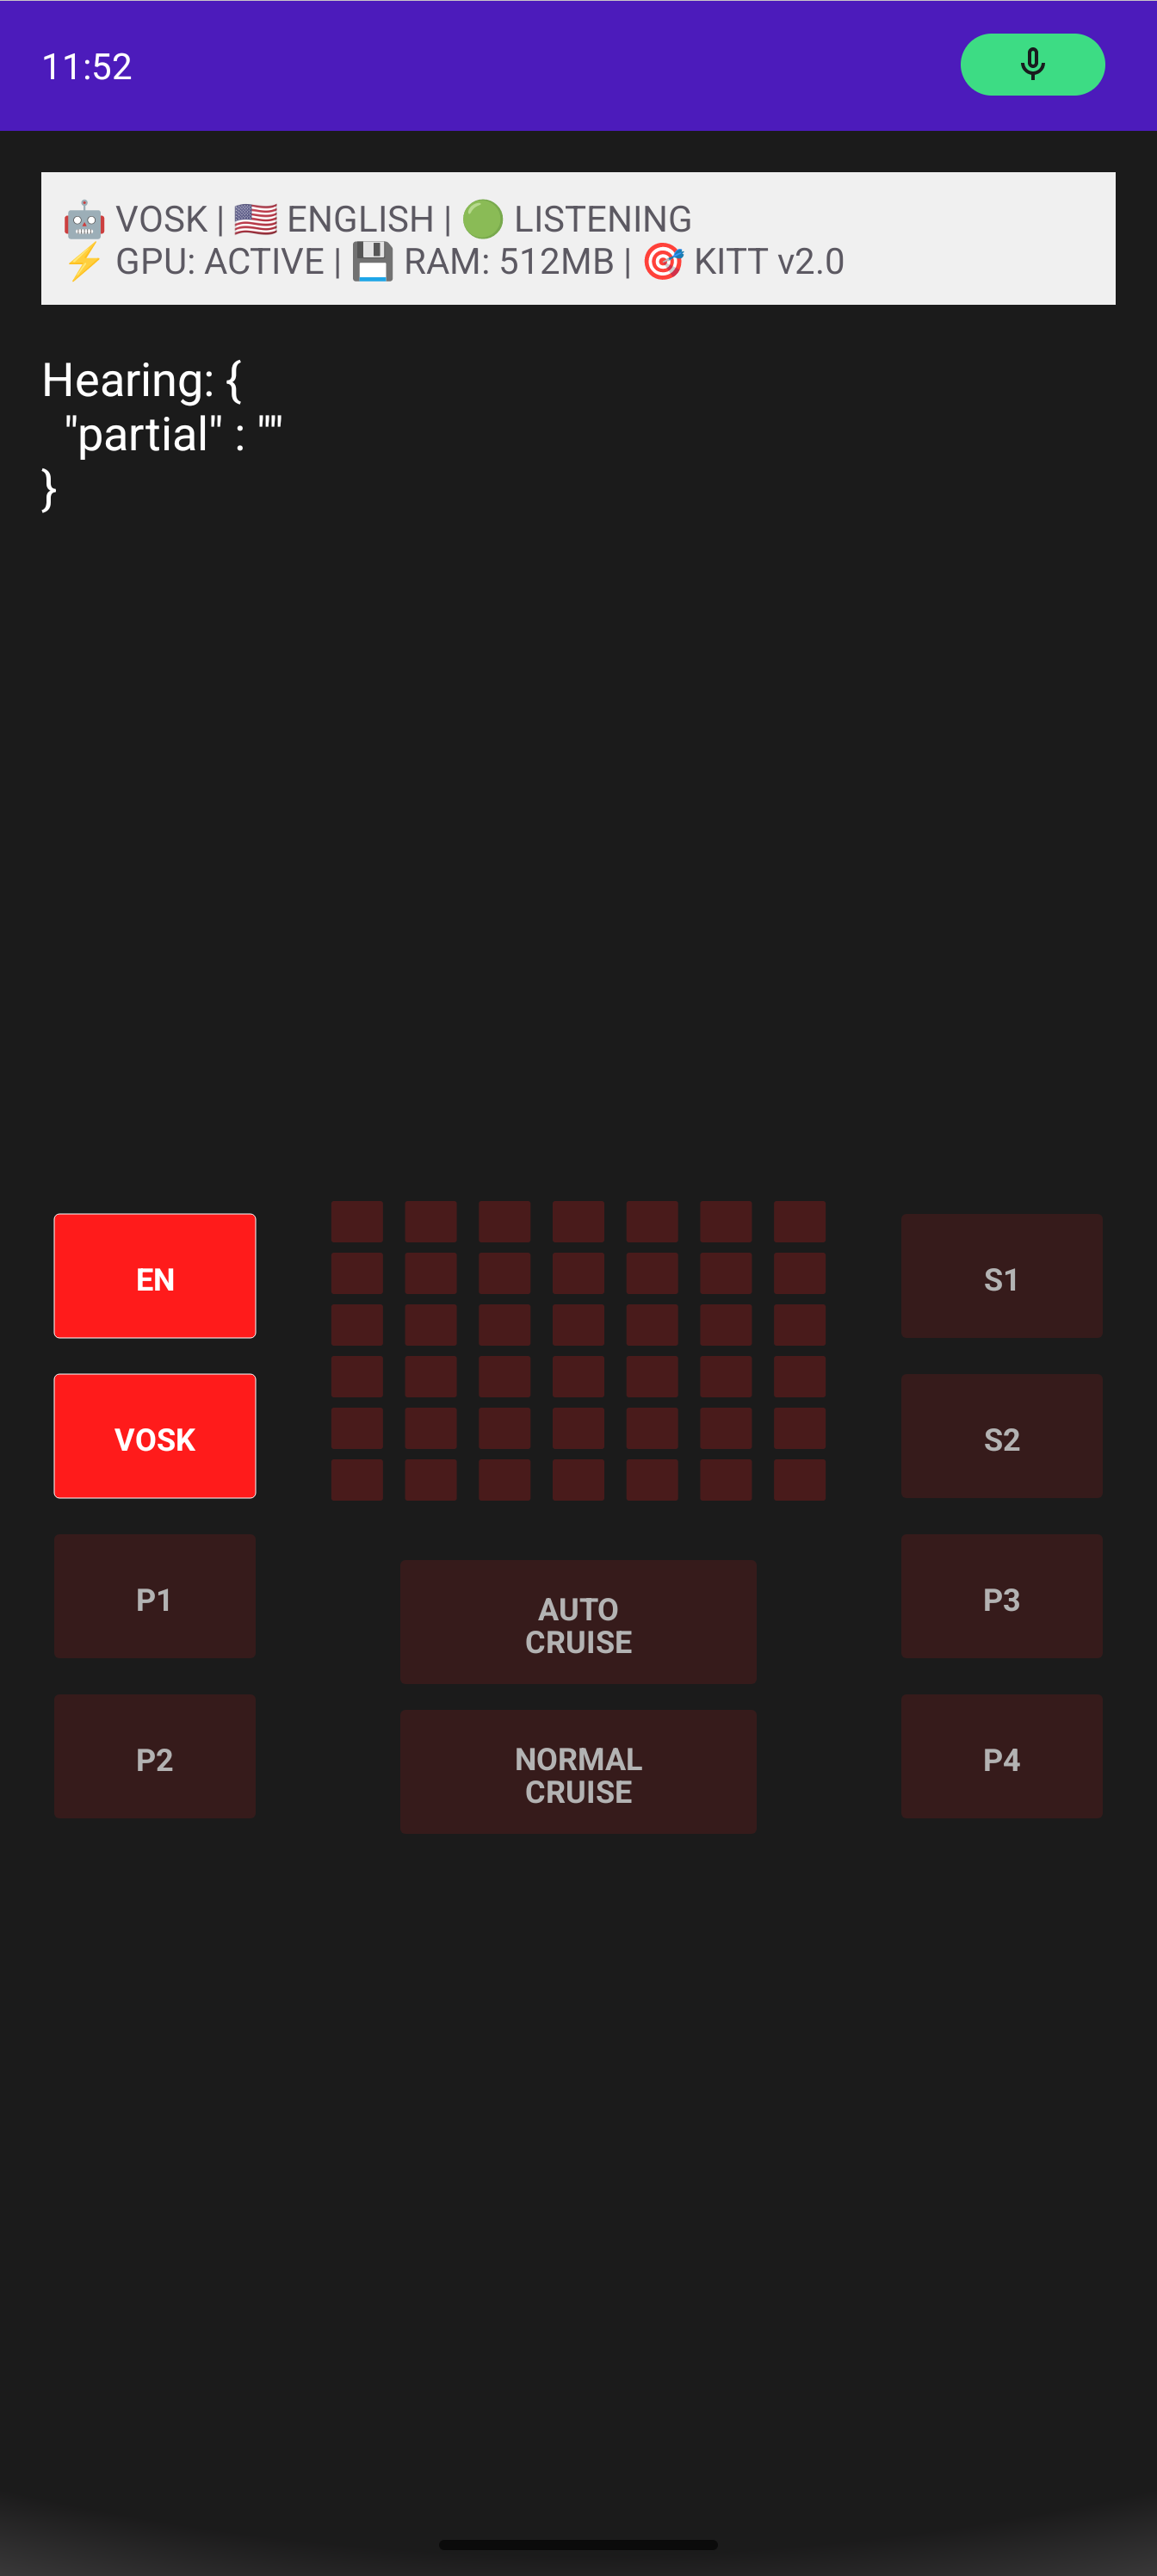 11:52
🤖 VOSK | 🇺🇸 ENGLISH | 🟢 LISTENING
⚡ GPU: ACTIVE | 💾 RAM: 512MB | 🎯 KITT v2.0
Hearing: {
"partial" : ""
}
EN
S1
VOSK
S2
P1
AUTO
CRUISE
P3
P2
NORMAL
CRUISE
P4